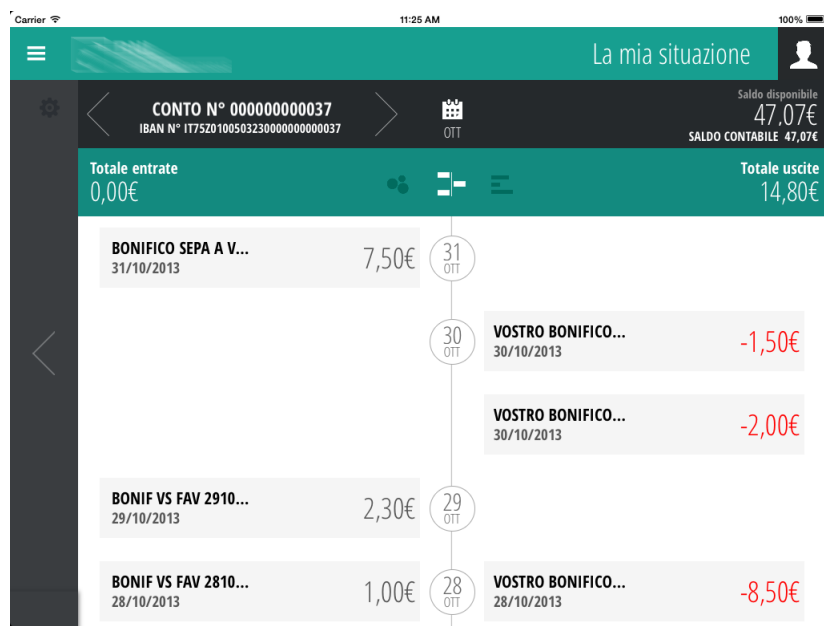 Carrier 11:25 AM 100%
La mia situazione
CONTO N° 000000000037
IBAN N° IT75Z0100503230000000000037
OTT
Saldo disponibile
47,07€
SALDO CONTABILE 47,07€
Totale entrate
0,00€
Totale uscite
14,80€
BONIFICO SEPA A V...
31/10/2013
7,50€
31
OTT
30
OTT
VOSTRO BONIFICO...
30/10/2013
-1,50€
VOSTRO BONIFICO...
30/10/2013
-2,00€
BONIF VS FAV 2910...
29/10/2013
2,30€
29
OTT
BONIF VS FAV 2810...
28/10/2013
1,00€
28
OTT
VOSTRO BONIFICO...
28/10/2013
-8,50€